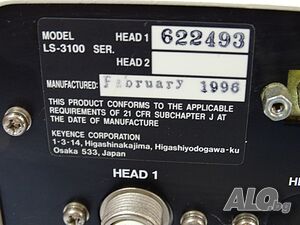 MODEL HEAD 1 622493
LS-3100 SER.
HEAD 2
MANUFACTURED: february 1996
THIS PRODUCT CONFORMS TO THE APPLICABLE
REQUIREMENTS OF 21 CFR SUBCHAPTER J AT
THE DATE OF MANUFACTURE
KEYENCE CORPORATION
1-3-14, Higashinakajima, Higashiyodogawa-ku
Osaka 533, Japan
HEAD 1
HE
ALO.bg